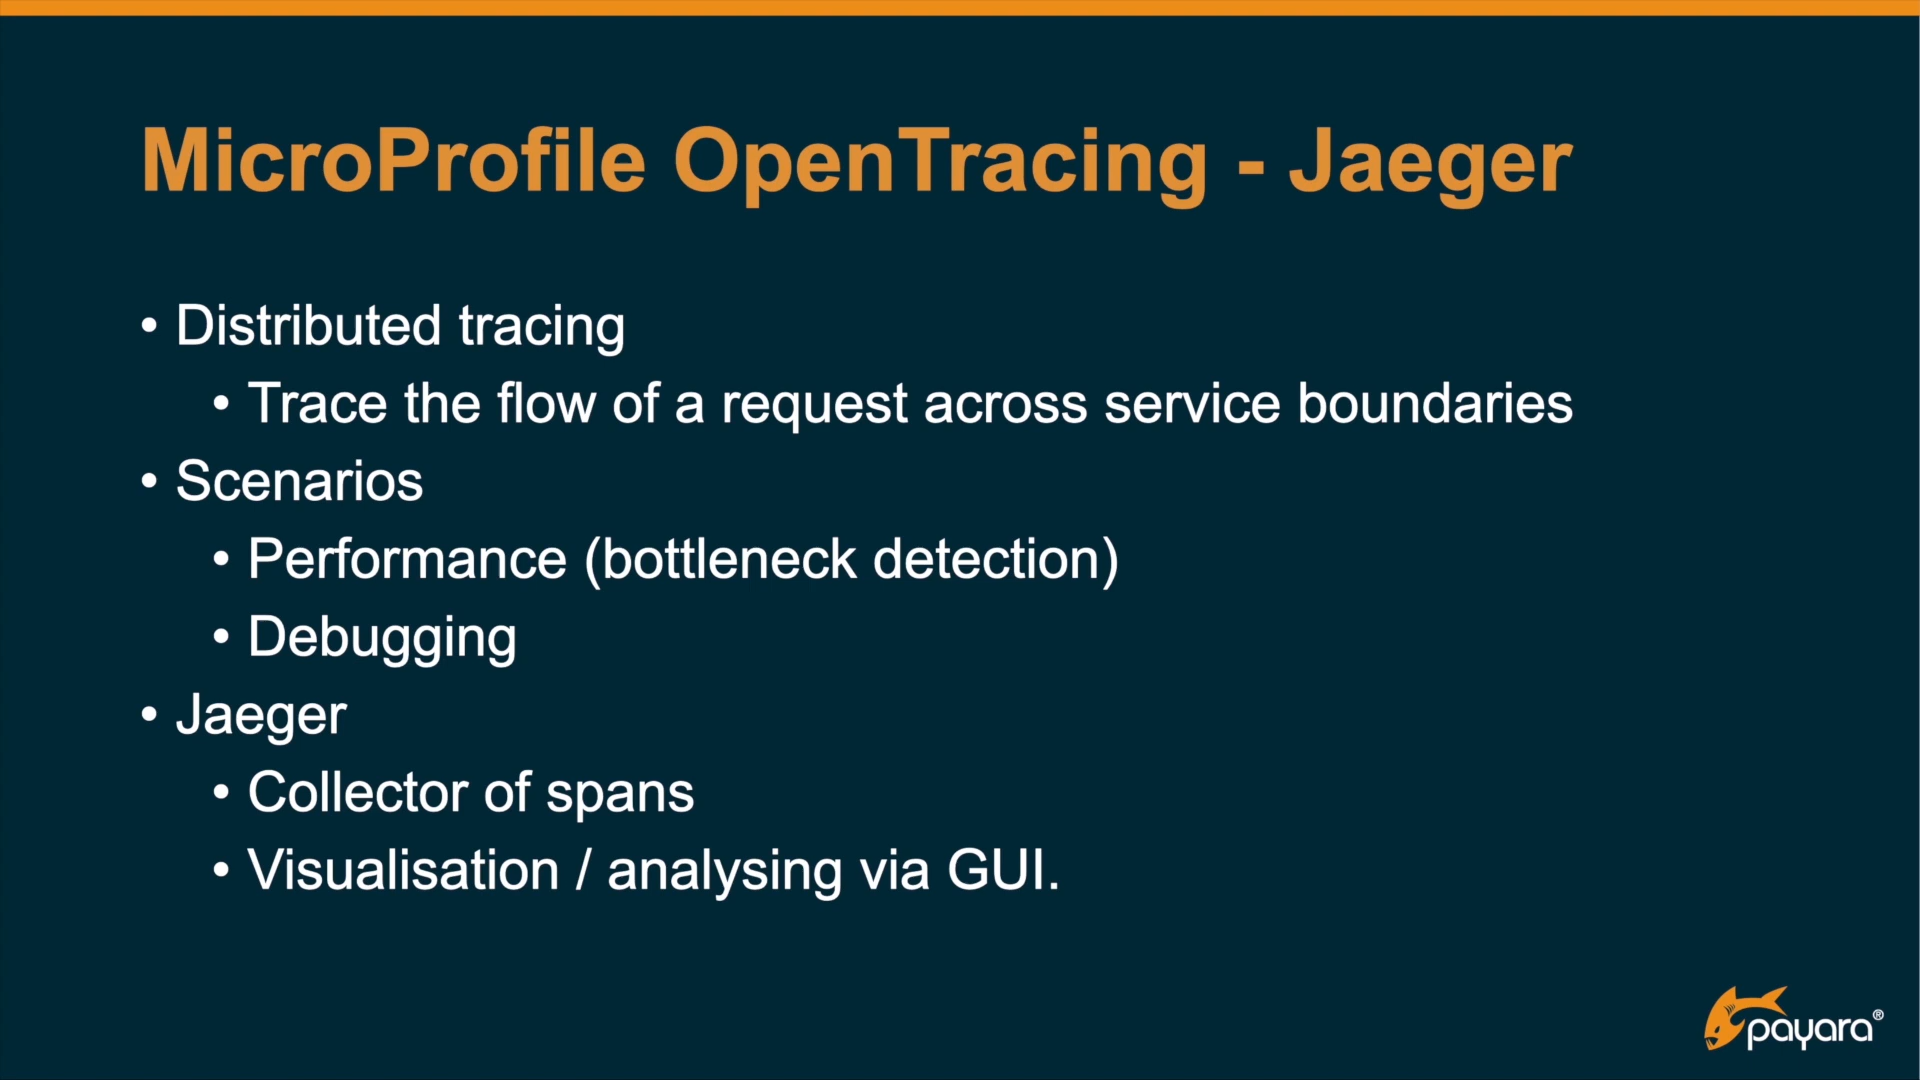 MicroProfile OpenTracing - Jaeger
• Distributed tracing
• Trace the flow of a request across service boundaries
• Scenarios
• Performance (bottleneck detection)
• Debugging
• Jaeger
• Collector of spans
• Visualisation / analysing via GUI.
payara®